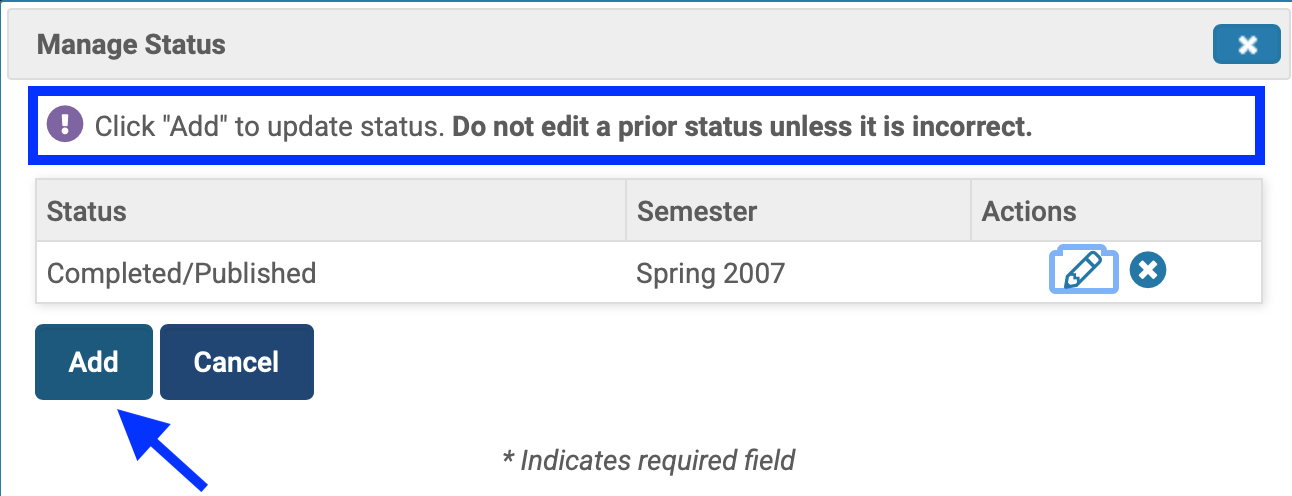 Manage Status
Click "Add" to update status. Do not edit a prior status unless it is incorrect.
Status Semester Actions
Completed/Published Spring 2007
Add Cancel
* Indicates required field